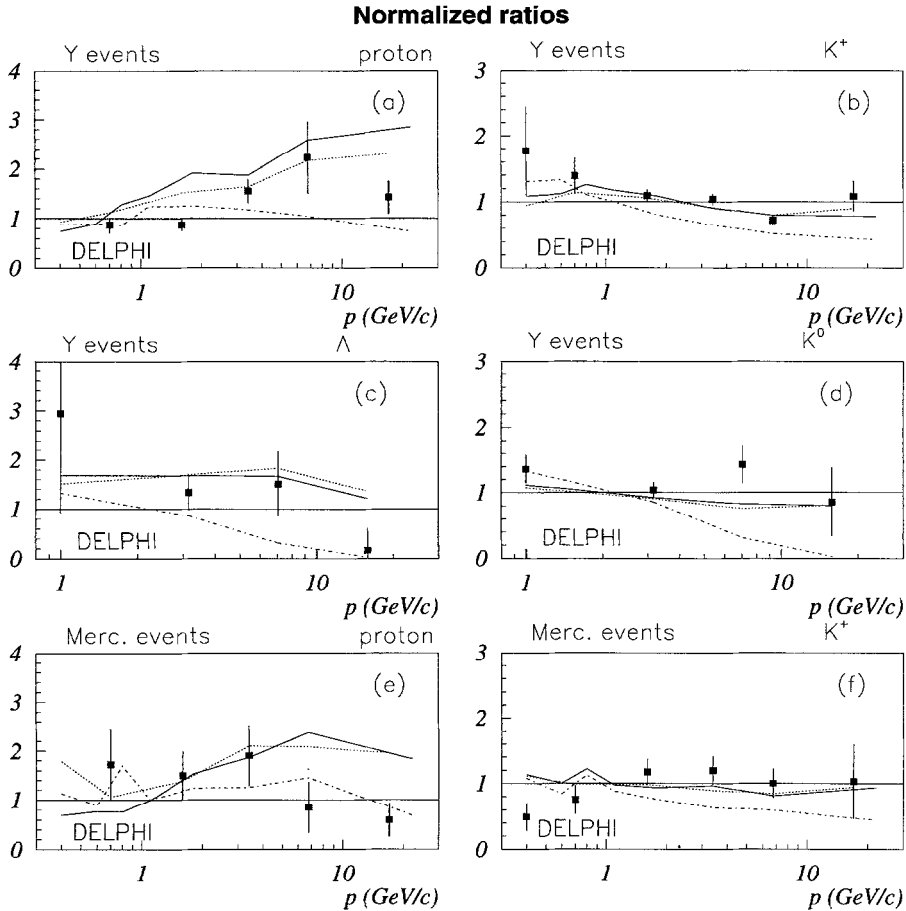 Normalized ratios
Y events proton
4
3
2
1
0
(a)
DELPHI
1 10
p (GeV/c)
Y events K⁺
3
2
1
0
(b)
DELPHI
1 10
p (GeV/c)
Y events Λ
4
3
2
1
0
(c)
DELPHI
1 10
p (GeV/c)
Y events K⁰
3
2
1
0
(d)
DELPHI
1 10
p (GeV/c)
Merc. events proton
4
3
2
1
0
(e)
DELPHI
1 10
p (GeV/c)
Merc. events K⁺
3
2
1
0
(f)
DELPHI
1 10
p (GeV/c)